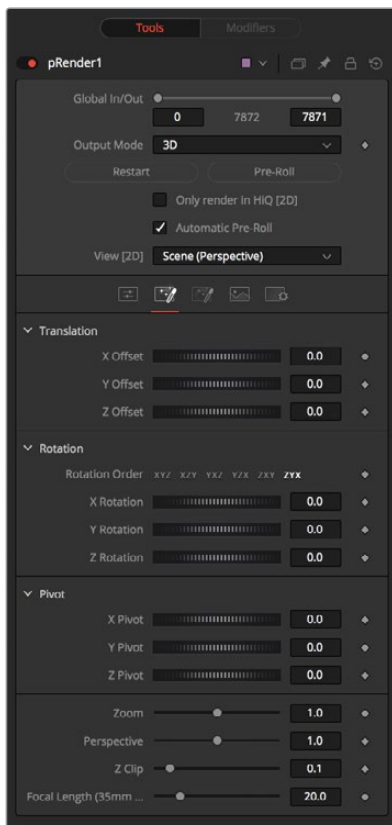 Tools Modifiers
pRender1
Global In/Out
0 7872 7871
Output Mode 3D
Restart Pre-Roll
Only render in HiQ [2D]
Automatic Pre-Roll
View [2D] Scene (Perspective)
Translation
X Offset 0.0
Y Offset 0.0
Z Offset 0.0
Rotation
Rotation Order XYZ XZY YXZ YZX ZXY ZYX
X Rotation 0.0
Y Rotation 0.0
Z Rotation 0.0
Pivot
X Pivot 0.0
Y Pivot 0.0
Z Pivot 0.0
Zoom 1.0
Perspective 1.0
Z Clip 0.1
Focal Length (35mm ... 20.0